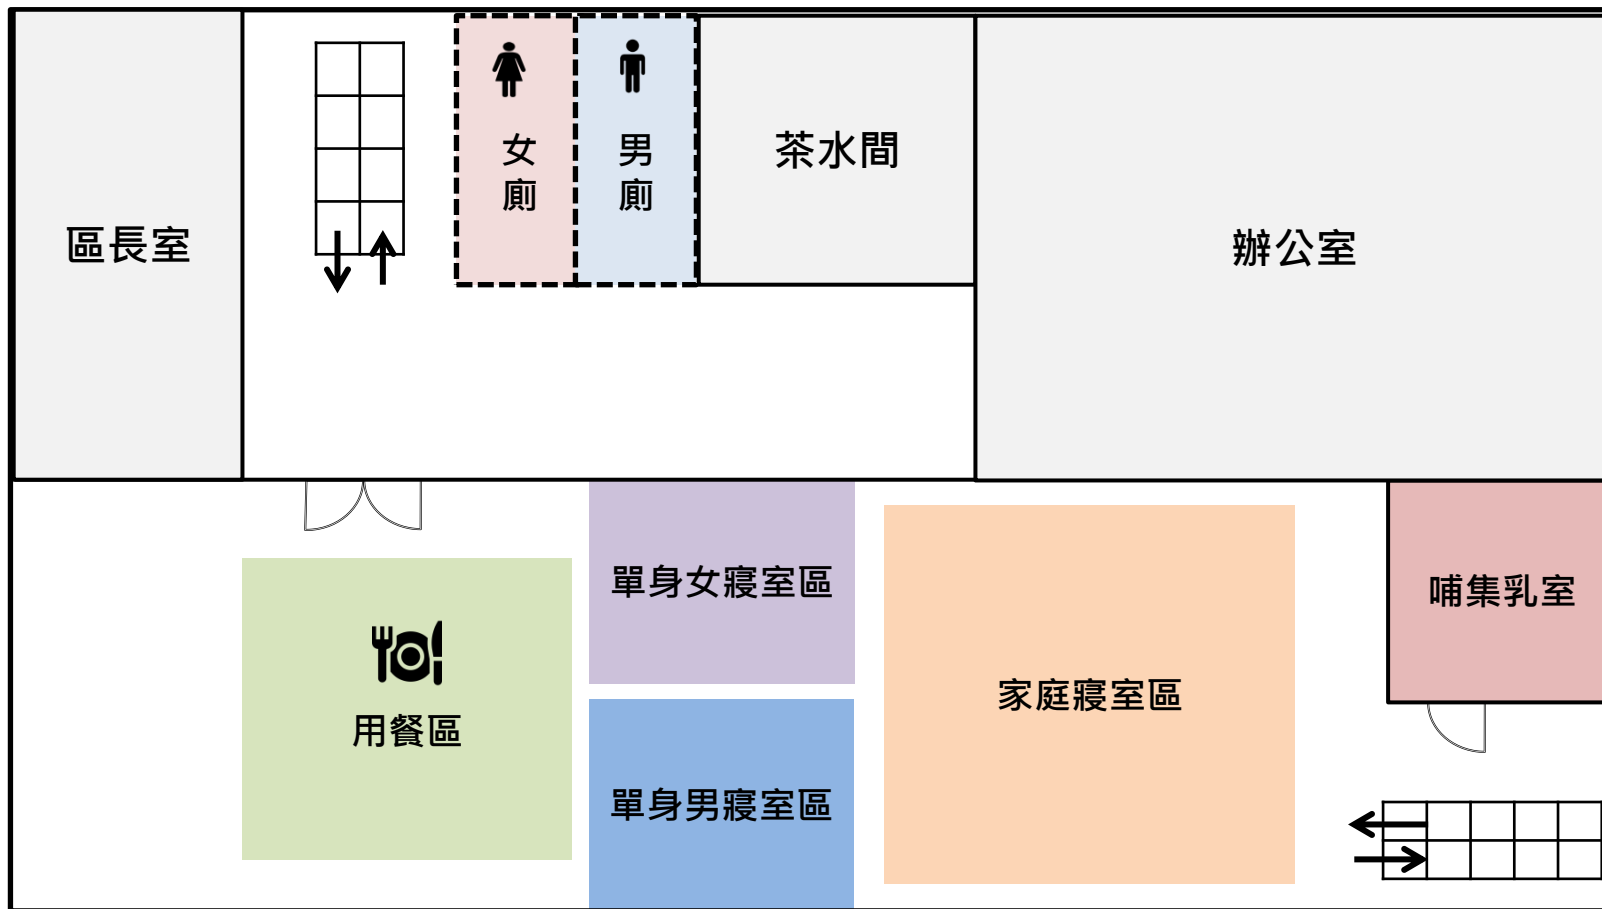 女
廁
男
廁
茶水間
區長室
辦公室
單身女寢室區
哺集乳室
家庭寢室區
用餐區
單身男寢室區